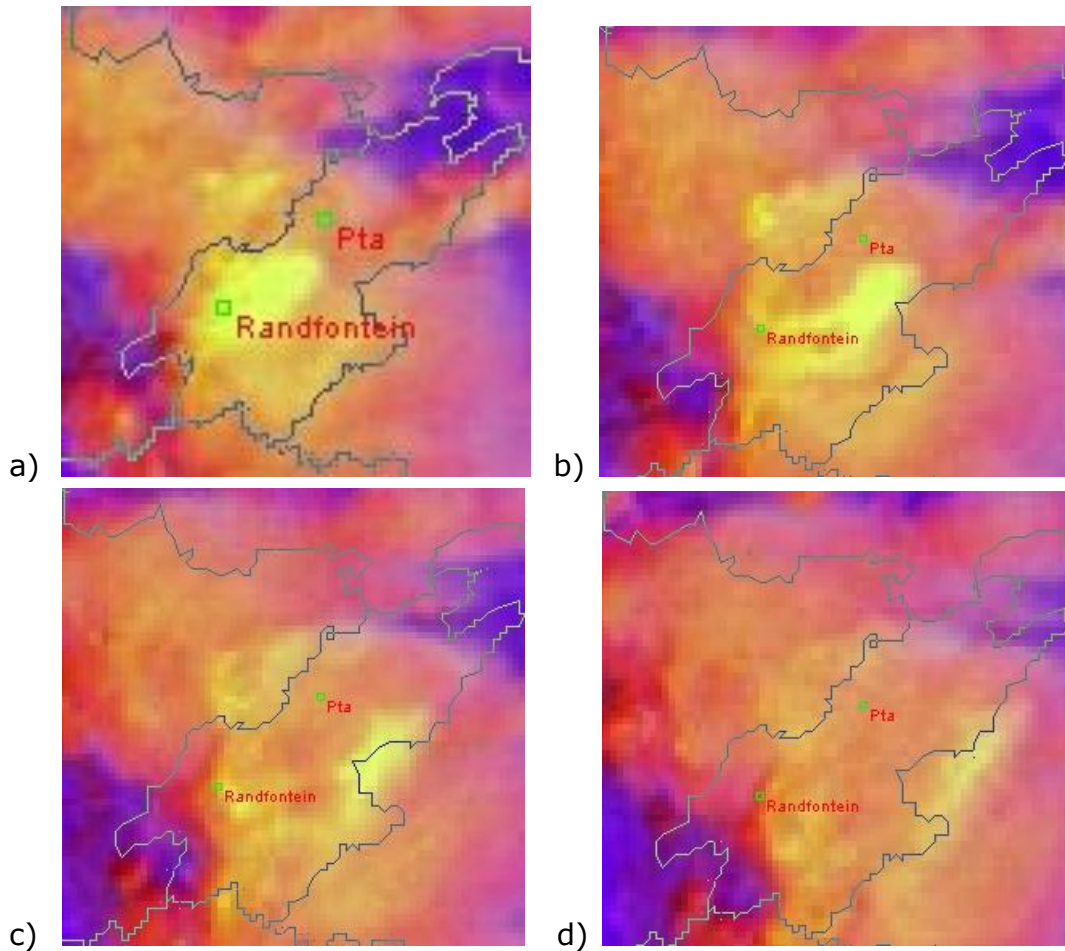 a)
Pta
Randfontein
b)
Pta
Randfontein
c)
Pta
Randfontein
d)
Pta
Randfontein